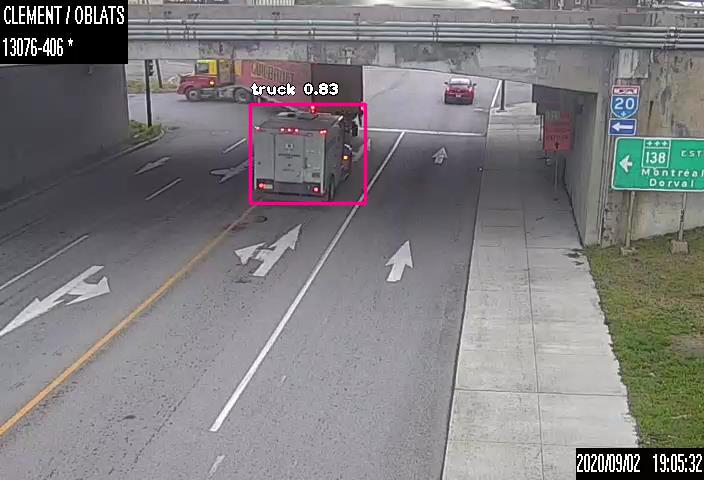 CLEMENT / OBLATS
13076-406 *
truck 0.83
20
138 EST
Montréal
Dorval
2020/09/02 19:05:32